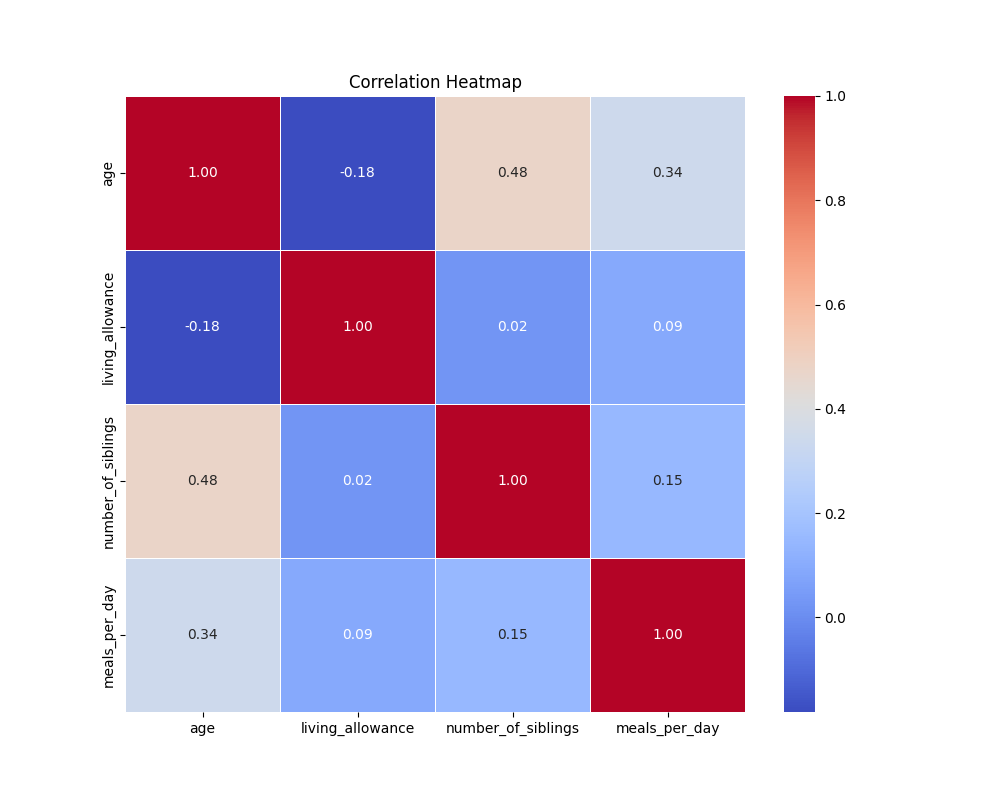 Correlation Heatmap
age
1.00
-0.18
0.48
0.34
living_allowance
-0.18
1.00
0.02
0.09
number_of_siblings
0.48
0.02
1.00
0.15
meals_per_day
0.34
0.09
0.15
1.00
age
living_allowance
number_of_siblings
meals_per_day
1.0
0.8
0.6
0.4
0.2
0.0